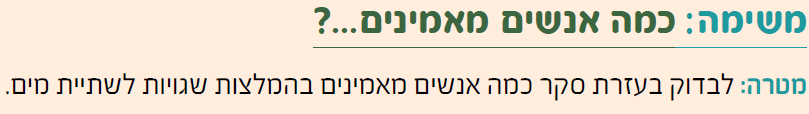 משימה: כמה אנשים מאמינים...?
מטרה: לבדוק בעזרת סקר כמה אנשים מאמינים בהמלצות שגויות לשתיית מים.